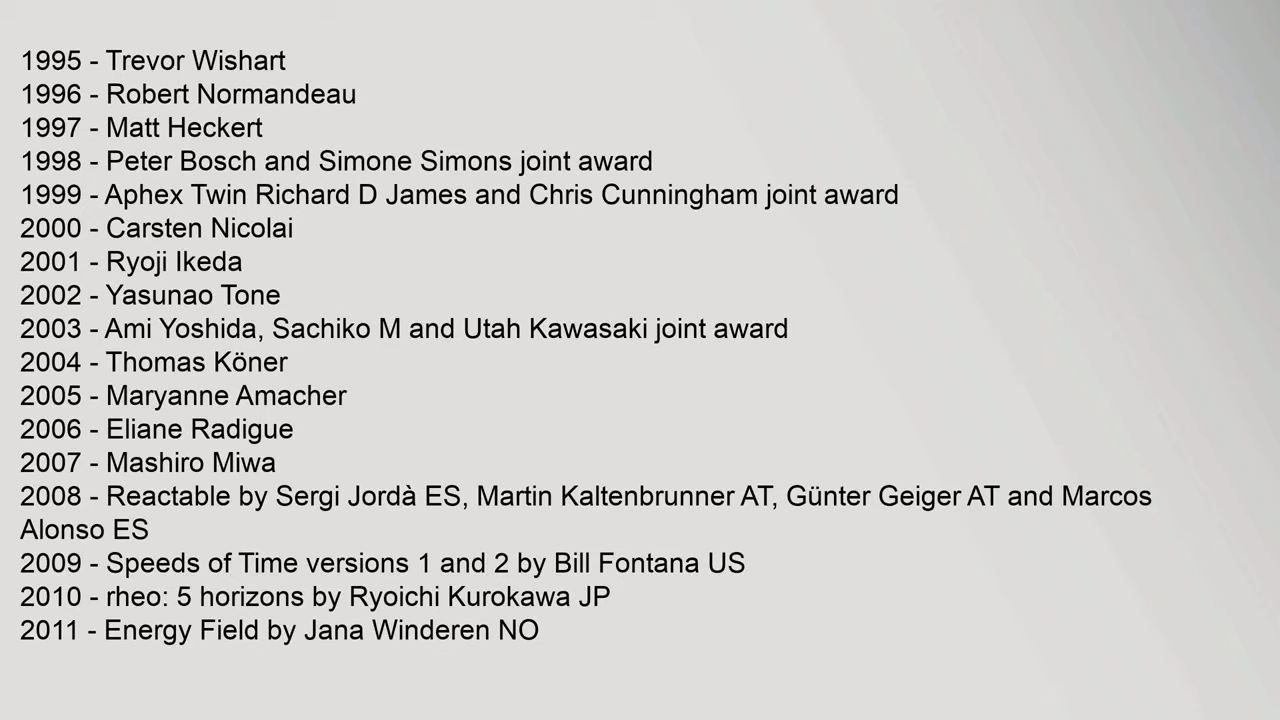 1995 - Trevor Wishart
1996 - Robert Normandeau
1997 - Matt Heckert
1998 - Peter Bosch and Simone Simons joint award
1999 - Aphex Twin Richard D James and Chris Cunningham joint award
2000 - Carsten Nicolai
2001 - Ryoji Ikeda
2002 - Yasunao Tone
2003 - Ami Yoshida, Sachiko M and Utah Kawasaki joint award
2004 - Thomas Köner
2005 - Maryanne Amacher
2006 - Eliane Radigue
2007 - Mashiro Miwa
2008 - Reactable by Sergi Jordà ES, Martin Kaltenbrunner AT, Günter Geiger AT and Marcos
Alonso ES
2009 - Speeds of Time versions 1 and 2 by Bill Fontana US
2010 - rheo: 5 horizons by Ryoichi Kurokawa JP
2011 - Energy Field by Jana Winderen NO